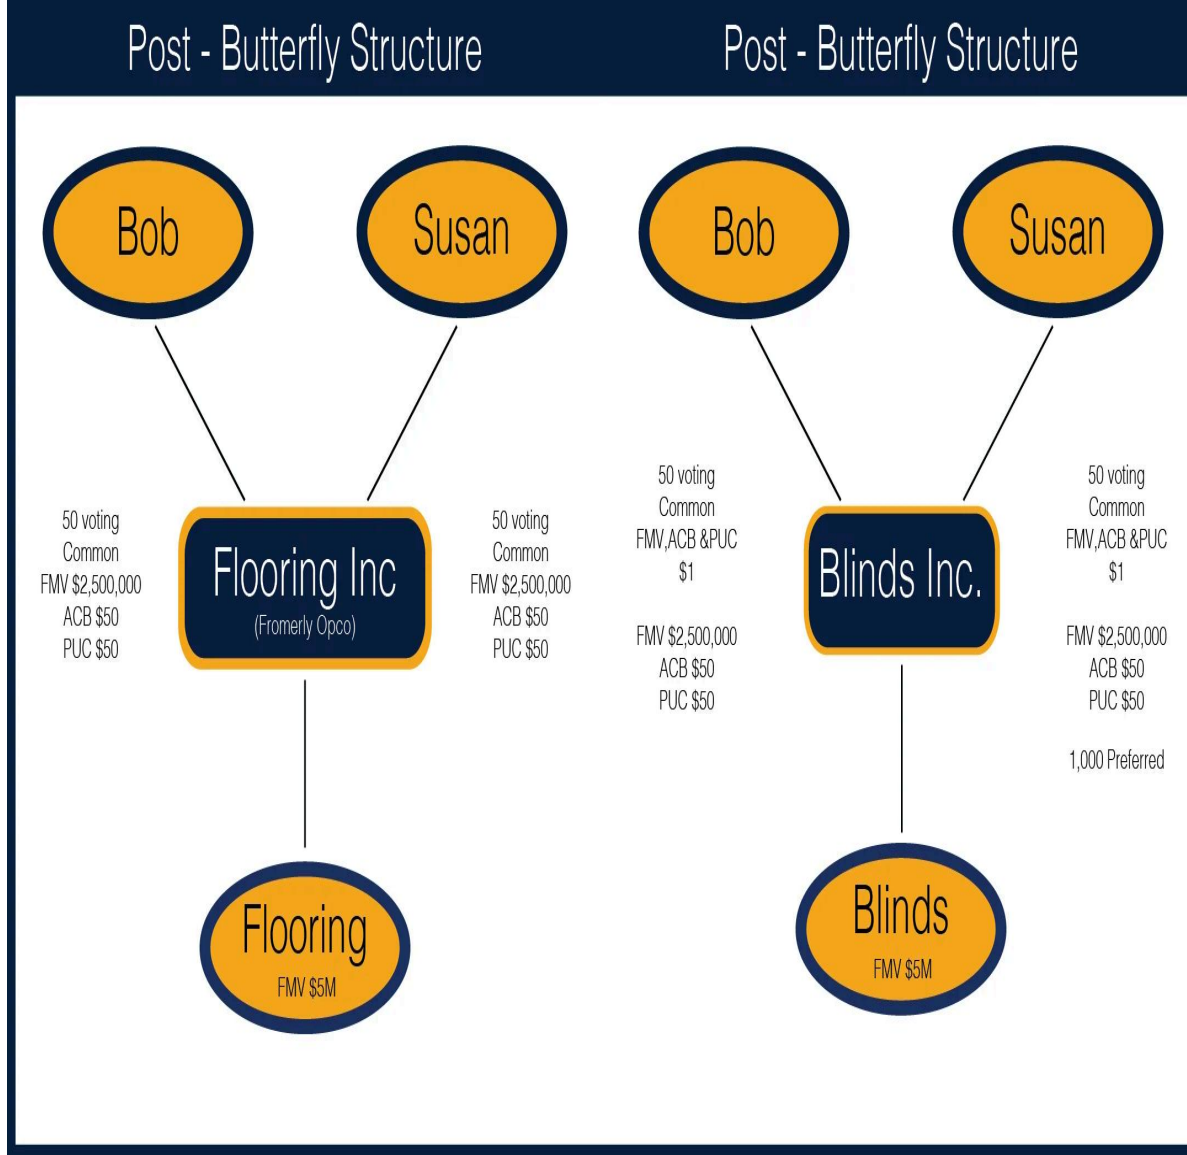 Post - Butterfly Structure
Post - Butterfly Structure
Bob
Susan
50 voting
Common
FMV $2,500,000
ACB $50
PUC $50
Flooring Inc
(Fromerly Opco)
50 voting
Common
FMV $2,500,000
ACB $50
PUC $50
Flooring
FMV $5M
Bob
Susan
50 voting
Common
FMV,ACB &PUC
$1
FMV $2,500,000
ACB $50
PUC $50
Blinds Inc.
50 voting
Common
FMV,ACB &PUC
$1
FMV $2,500,000
ACB $50
PUC $50
1,000 Preferred
Blinds
FMV $5M